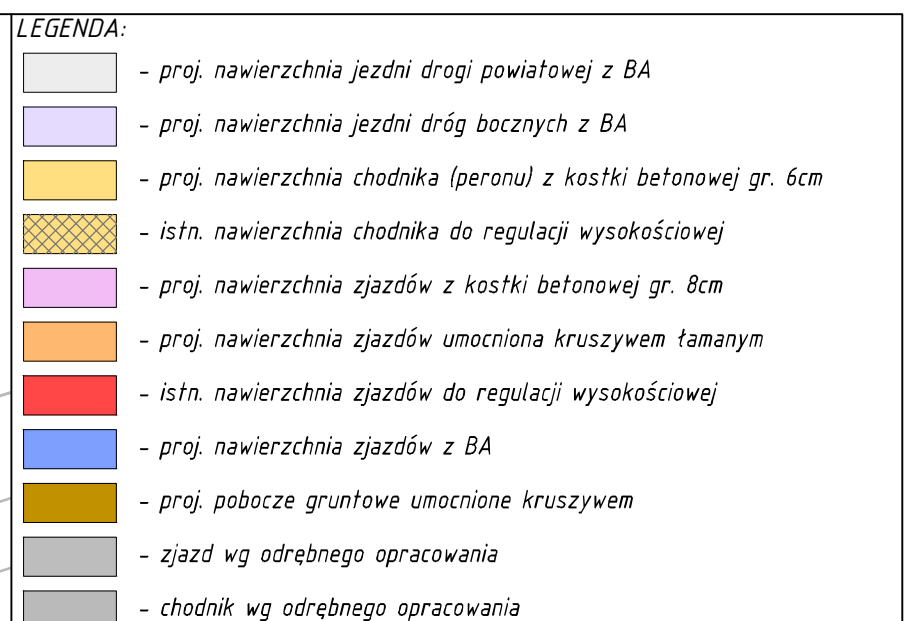 LEGENDA:
- proj. nawierzchnia jezdni drogi powiatowej z BA
- proj. nawierzchnia jezdni dróg bocznych z BA
- proj. nawierzchnia chodnika (peronu) z kostki betonowej gr. 6cm
- istn. nawierzchnia chodnika do regulacji wysokościowej
- proj. nawierzchnia zjazdów z kostki betonowej gr. 8cm
- proj. nawierzchnia zjazdów umocniona kruszywem łamanym
- istn. nawierzchnia zjazdów do regulacji wysokościowej
- proj. nawierzchnia zjazdów z BA
- proj. pobocze gruntowe umocnione kruszywem
- zjazd wg odrębnego opracowania
- chodnik wg odrębnego opracowania